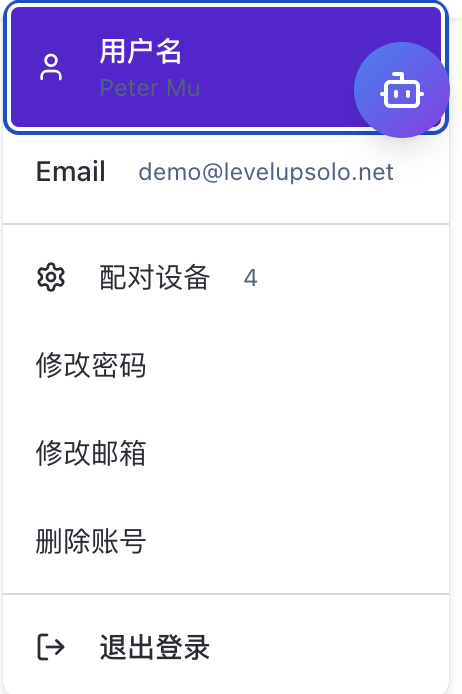 用户名
Peter Mu
Email demo@levelupsolo.net
配对设备 4
修改密码
修改邮箱
删除账号
退出登录